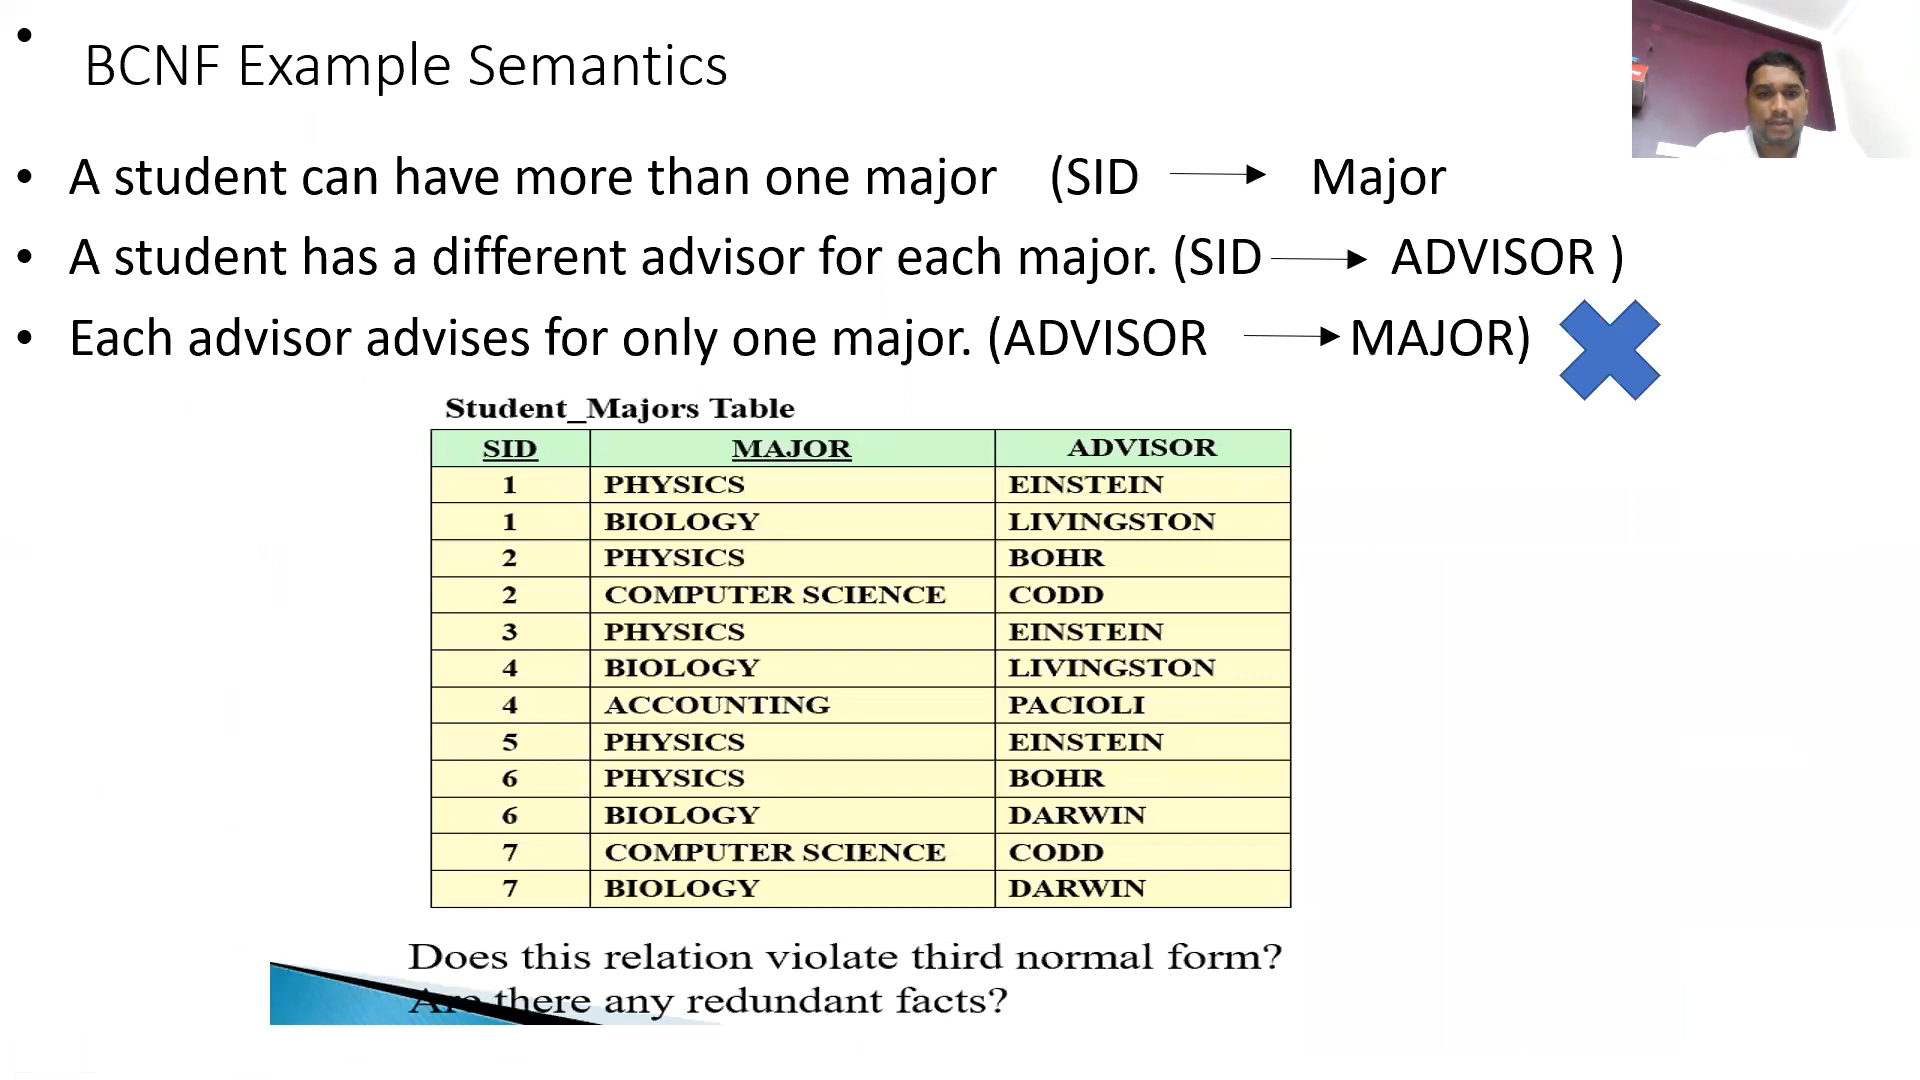 • BCNF Example Semantics
• A student can have more than one major (SID → Major
• A student has a different advisor for each major. (SID → ADVISOR )
• Each advisor advises for only one major. (ADVISOR → MAJOR)
Student_Majors Table
SID MAJOR ADVISOR
1 PHYSICS EINSTEIN
1 BIOLOGY LIVINGSTON
2 PHYSICS BOHR
2 COMPUTER SCIENCE CODD
3 PHYSICS EINSTEIN
4 BIOLOGY LIVINGSTON
4 ACCOUNTING PACIOLI
5 PHYSICS EINSTEIN
6 PHYSICS BOHR
6 BIOLOGY DARWIN
7 COMPUTER SCIENCE CODD
7 BIOLOGY DARWIN
Does this relation violate third normal form?
Are there any redundant facts?